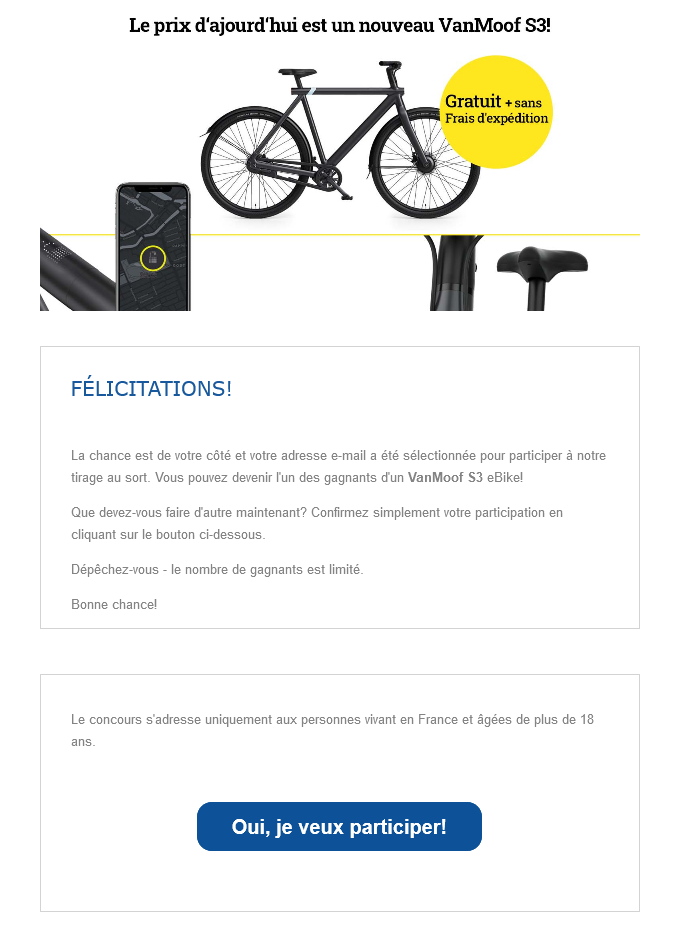 Le prix d‘ajourd‘hui est un nouveau VanMoof S3!
Gratuit + sans
Frais d'expédition
FÉLICITATIONS!
La chance est de votre côté et votre adresse e-mail a été sélectionnée pour participer à notre
tirage au sort. Vous pouvez devenir l'un des gagnants d'un VanMoof S3 eBike!
Que devez-vous faire d'autre maintenant? Confirmez simplement votre participation en
cliquant sur le bouton ci-dessous.
Dépêchez-vous - le nombre de gagnants est limité.
Bonne chance!
Le concours s'adresse uniquement aux personnes vivant en France et âgées de plus de 18
ans.
Oui, je veux participer!